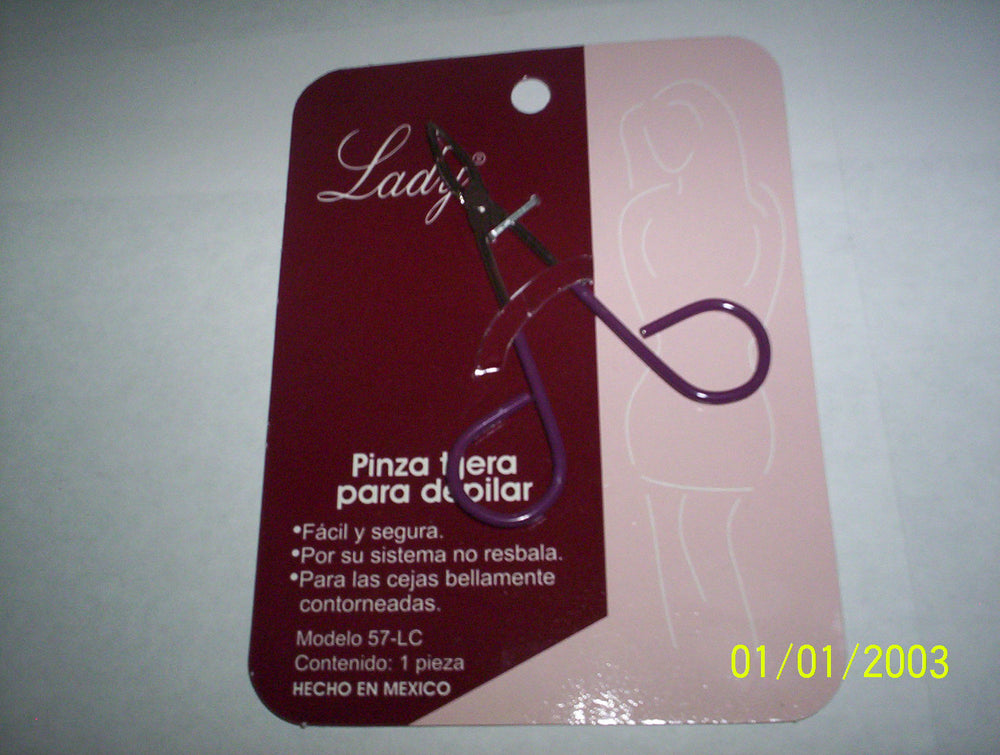 Lady®
Pinza tijera
para depilar
•Fácil y segura.
•Por su sistema no resbala.
•Para las cejas bellamente
contorneadas.
Modelo 57-LC
Contenido: 1 pieza
HECHO EN MEXICO
01/01/2003